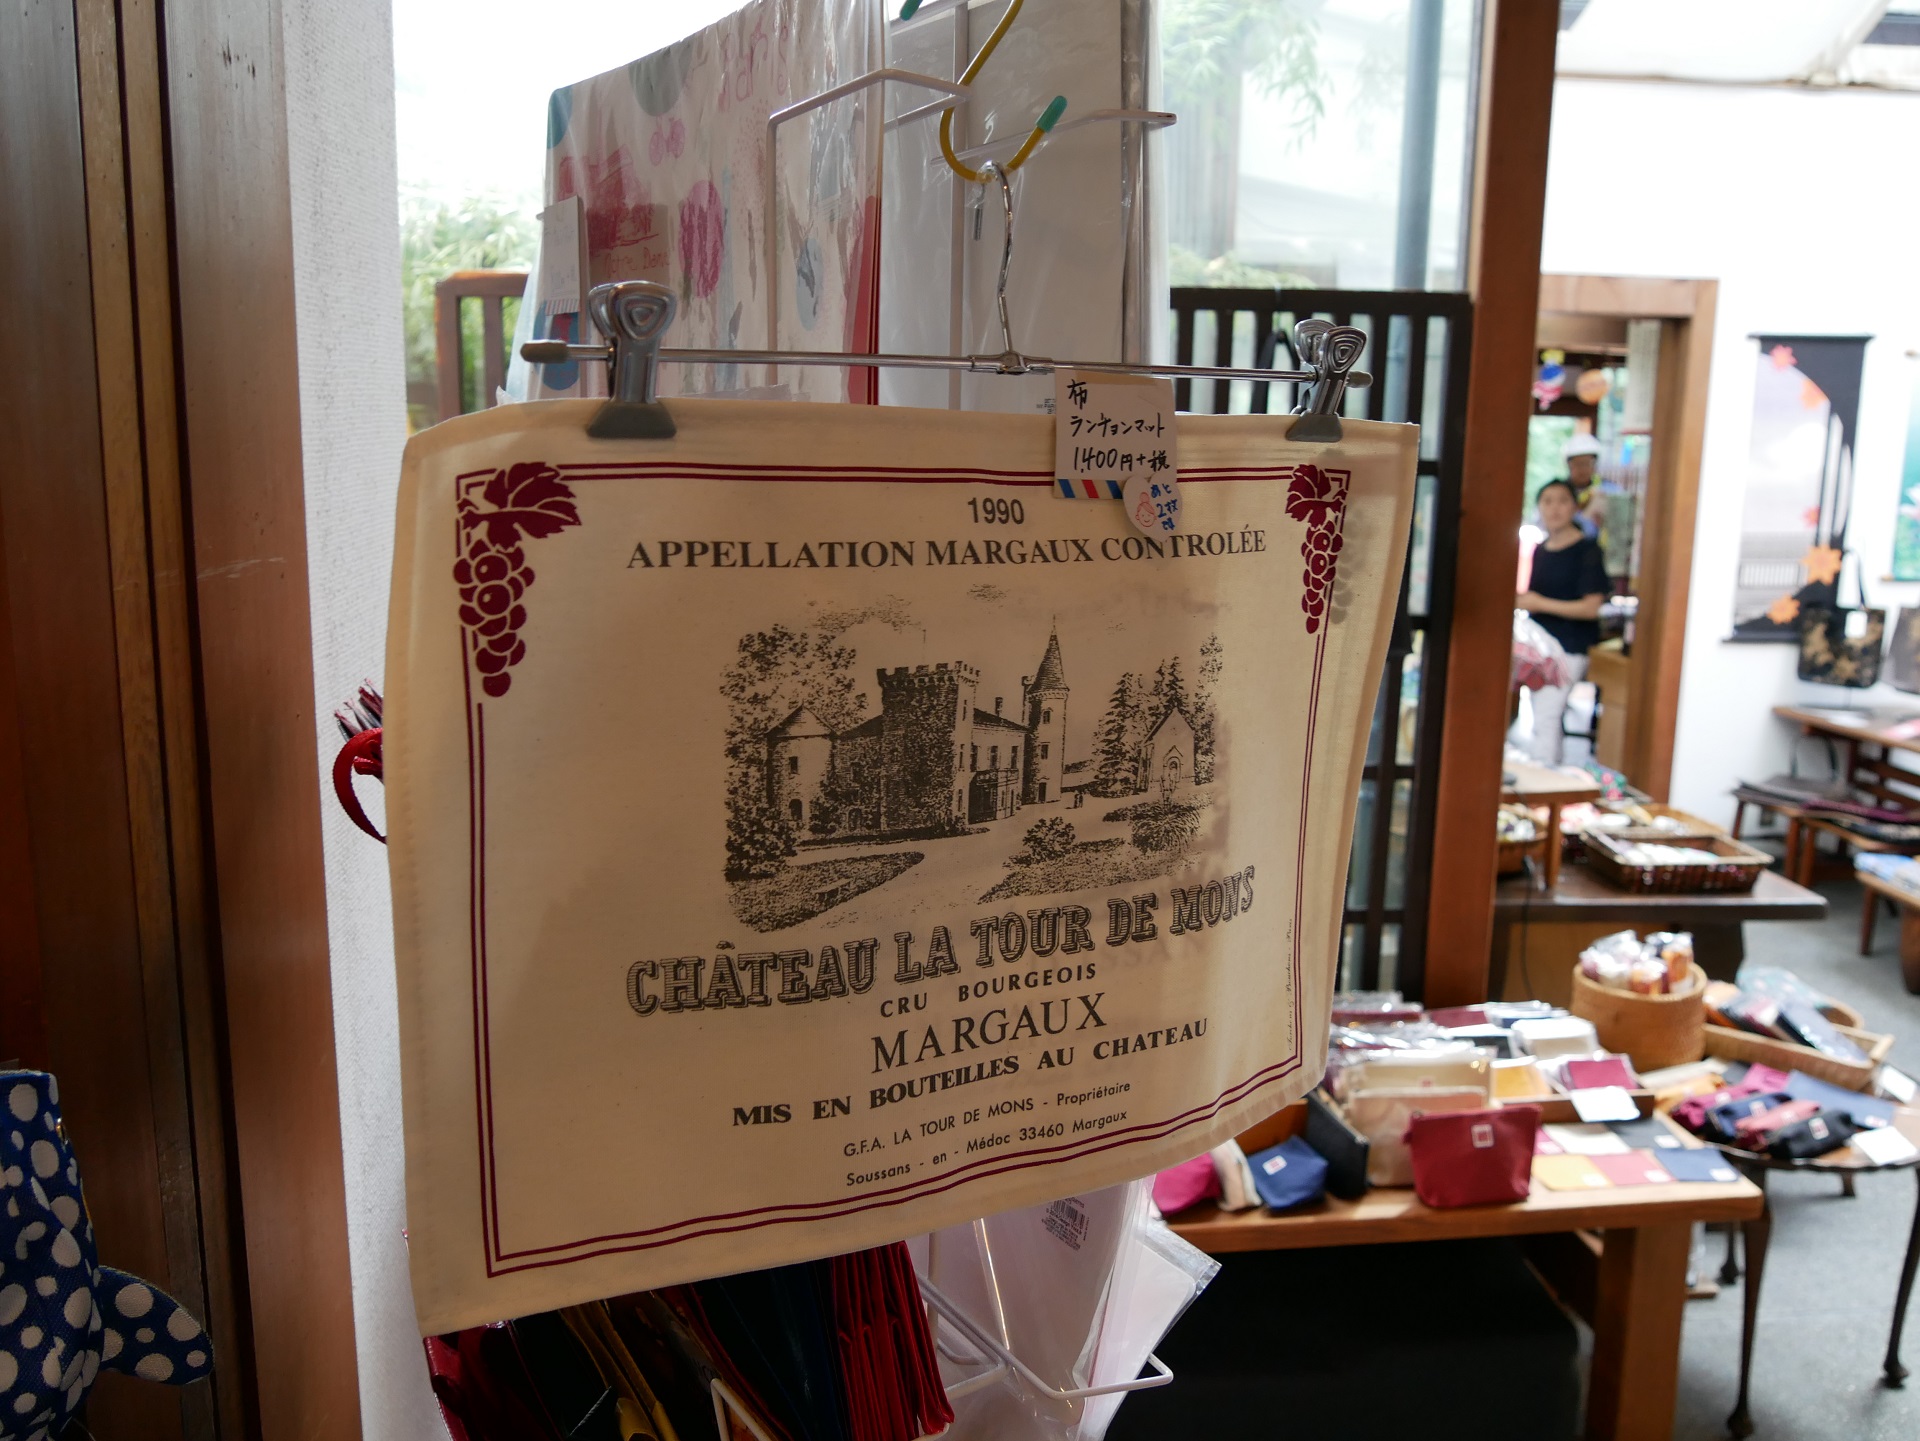 布
ランチョンマット
1,400円+税
あと
2枚
です
1990
APPELLATION MARGAUX CONTROLÉE
CHÂTEAU LA TOUR DE MONS
CRU BOURGEOIS
MARGAUX
MIS EN BOUTEILLES AU CHATEAU
G.F.A. LA TOUR DE MONS - Propriétaire
Soussans - en - Médoc 33460 Margaux